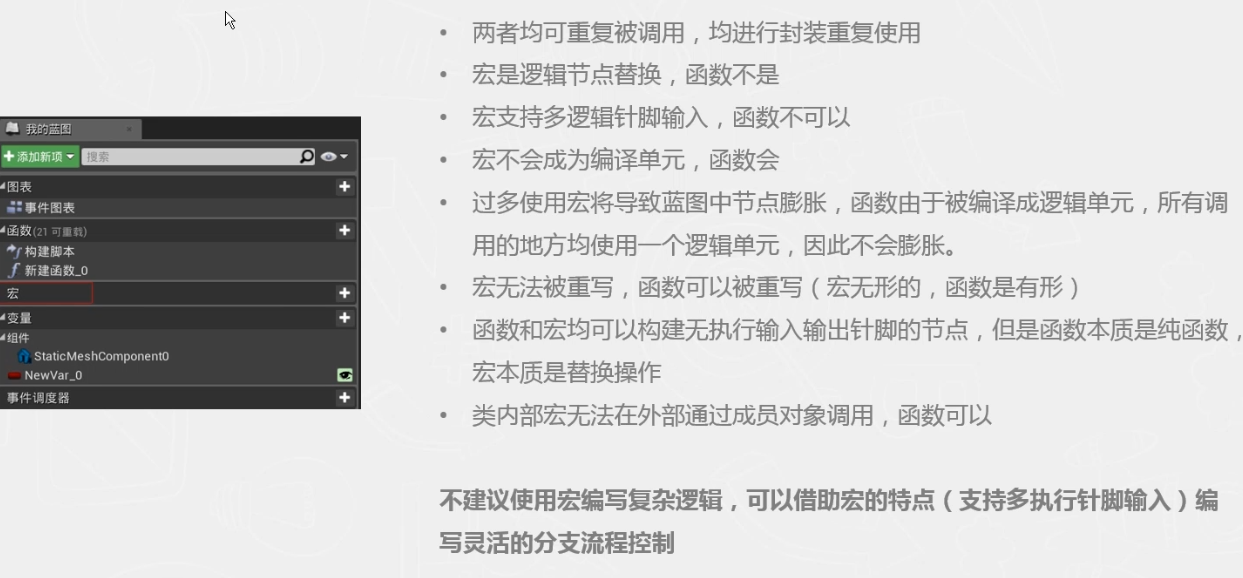 我的蓝图
添加新项
搜索
图表
事件图表
函数(21 可重载)
构建脚本
新建函数_0
宏
变量
组件
StaticMeshComponent0
NewVar_0
事件调度器
• 两者均可重复被调用，均进行封装重复使用
• 宏是逻辑节点替换，函数不是
• 宏支持多逻辑针脚输入，函数不可以
• 宏不会成为编译单元，函数会
• 过多使用宏将导致蓝图中节点膨胀，函数由于被编译成逻辑单元，所有调
用的地方均使用一个逻辑单元，因此不会膨胀。
• 宏无法被重写，函数可以被重写（宏无形的，函数是有形）
• 函数和宏均可以构建无执行输入输出针脚的节点，但是函数本质是纯函数，
宏本质是替换操作
• 类内部宏无法在外部通过成员对象调用，函数可以
不建议使用宏编写复杂逻辑，可以借助宏的特点（支持多执行针脚输入）编
写灵活的分支流程控制